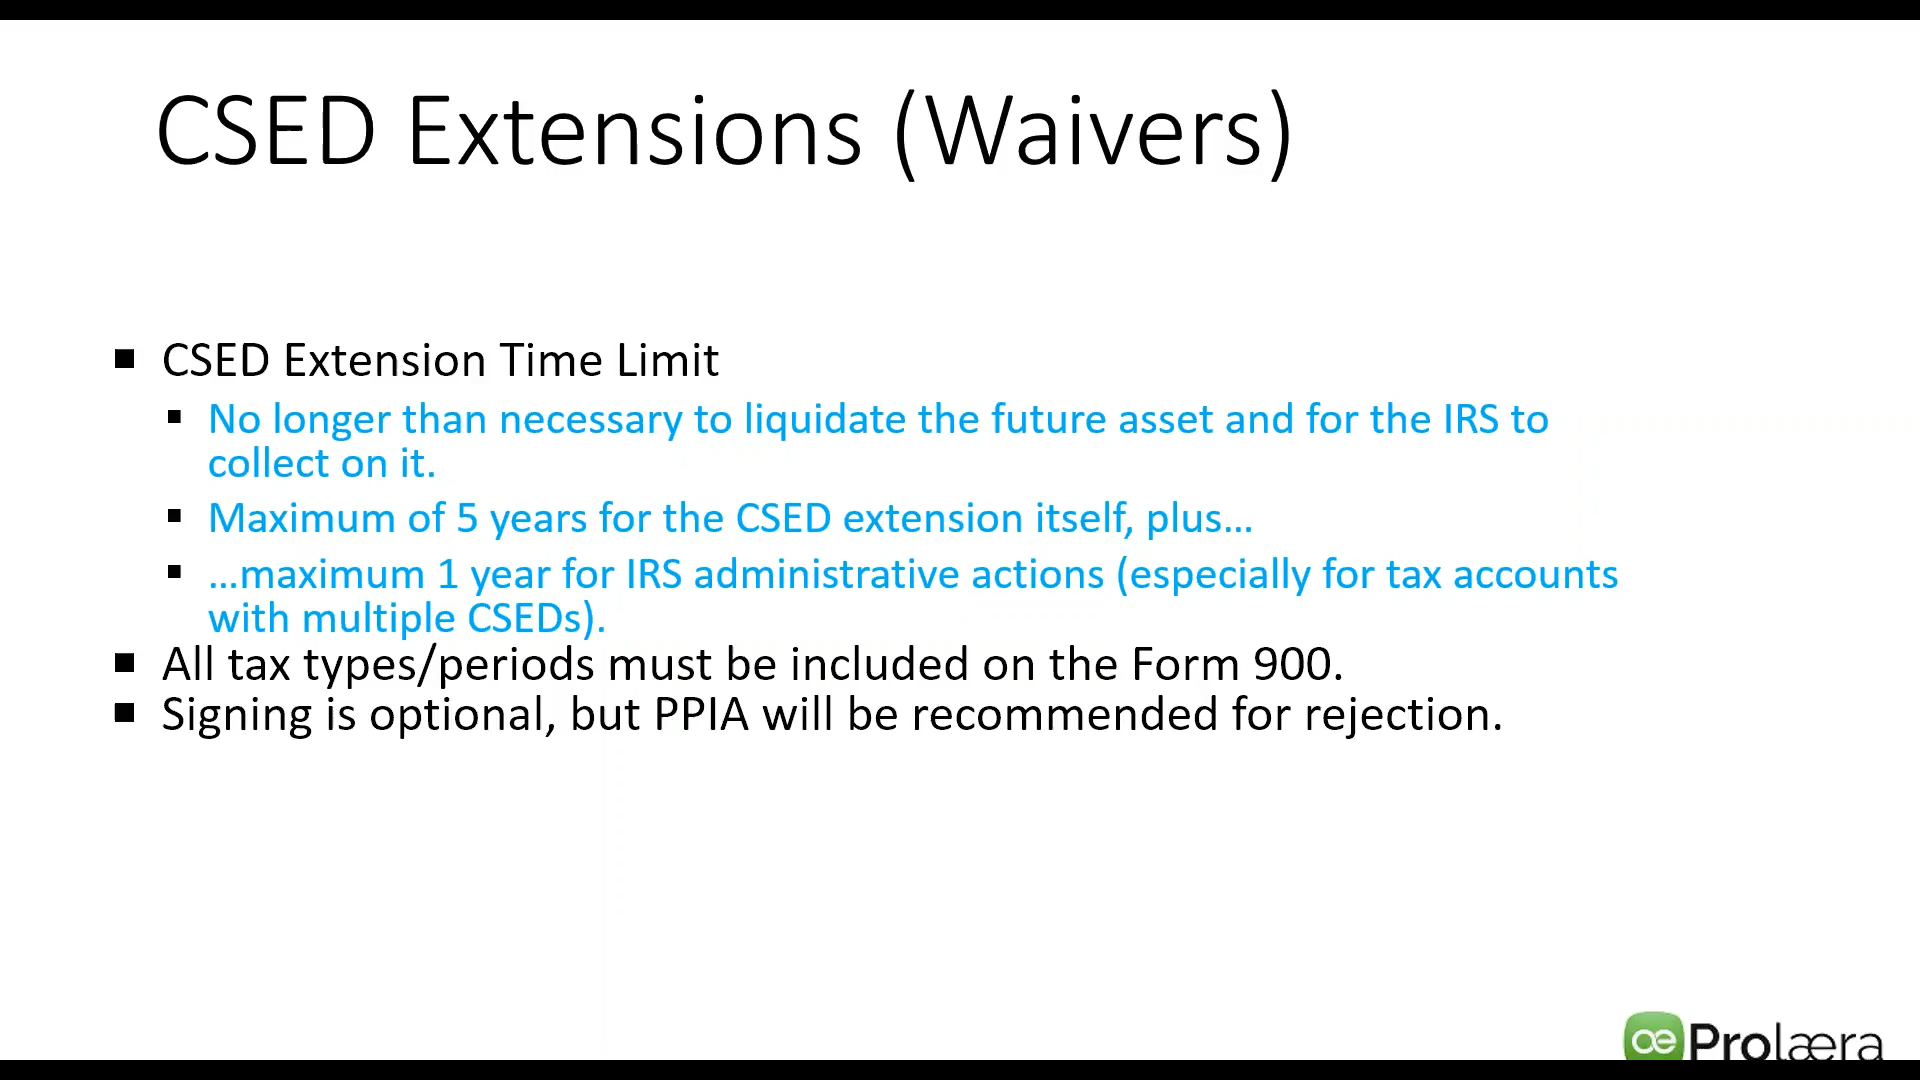 CSED Extensions (Waivers)
CSED Extension Time Limit
No longer than necessary to liquidate the future asset and for the IRS to
collect on it.
Maximum of 5 years for the CSED extension itself, plus…
…maximum 1 year for IRS administrative actions (especially for tax accounts
with multiple CSEDs).
All tax types/periods must be included on the Form 900.
Signing is optional, but PPIA will be recommended for rejection.
æ Prolæra